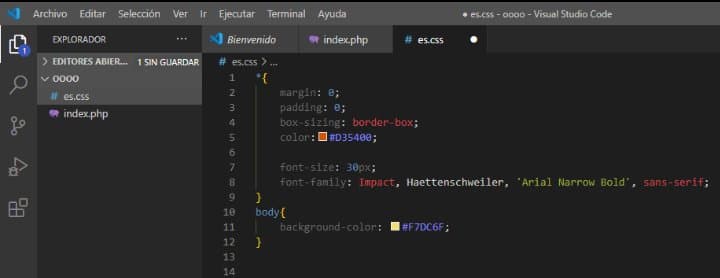 Archivo Editar Selección Ver Ir Ejecutar Terminal Ayuda ● es.css - oooo - Visual Studio Code
EXPLORADOR ··· Bienvenido index.php # es.css ●
> EDITORES ABIER... 1 SIN GUARDAR # es.css > ...
OOOO
# es.css
index.php
1
1 *{
2 margin: 0;
3 padding: 0;
4 box-sizing: border-box;
5 color: #D35400;
6
7 font-size: 30px;
8 font-family: Impact, Haettenschweiler, 'Arial Narrow Bold', sans-serif;
9 }
10 body{
11 background-color: #F7DC6F;
12 }
13
14